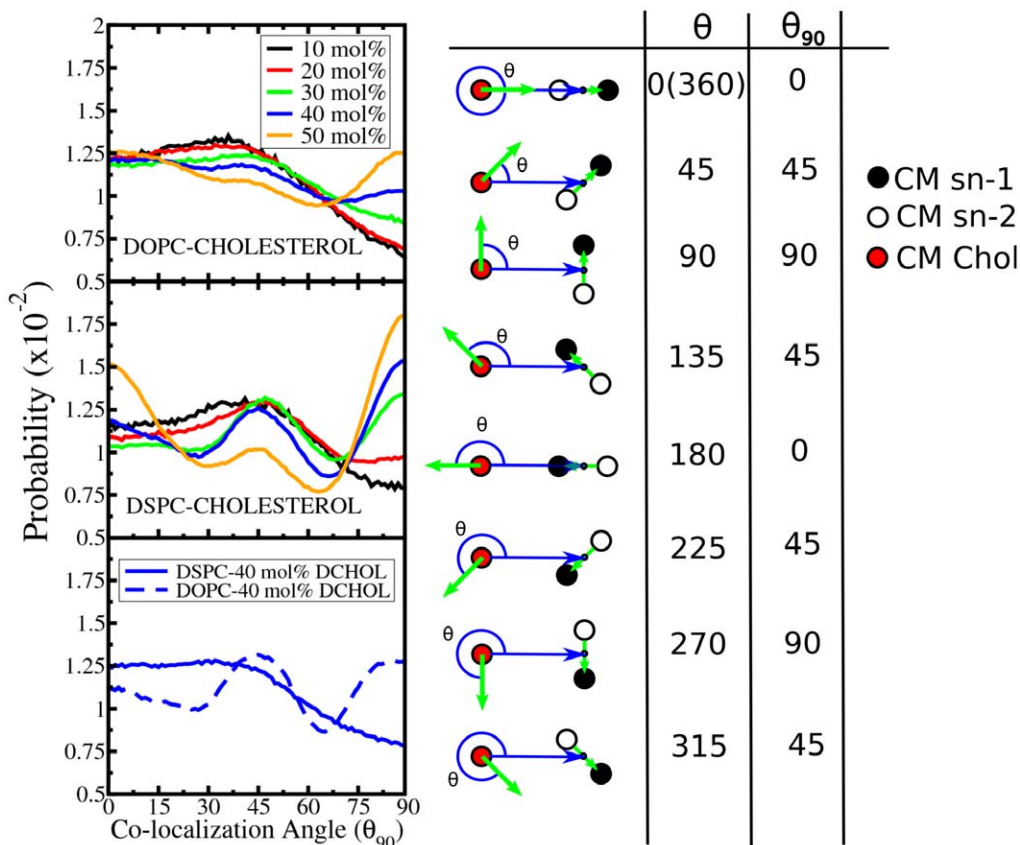 2
1.75
1.5
1.25
1
0.75
0.5
10 mol%
20 mol%
30 mol%
40 mol%
50 mol%
DOPC-CHOLESTEROL
1.75
1.5
1.25
1
0.75
0.5
DSPC-CHOLESTEROL
1.75
1.5
1.25
1
0.75
0.5
DSPC-40 mol% DCHOL
DOPC-40 mol% DCHOL
0 15 30 45 60 75 90
Co-localization Angle (θ90)
Probability (x10-2)
θ θ90
θ 0(360) 0
θ 45 45
θ 90 90
θ 135 45
θ 180 0
θ 225 45
θ 270 90
θ 315 45
CM sn-1
CM sn-2
CM Chol